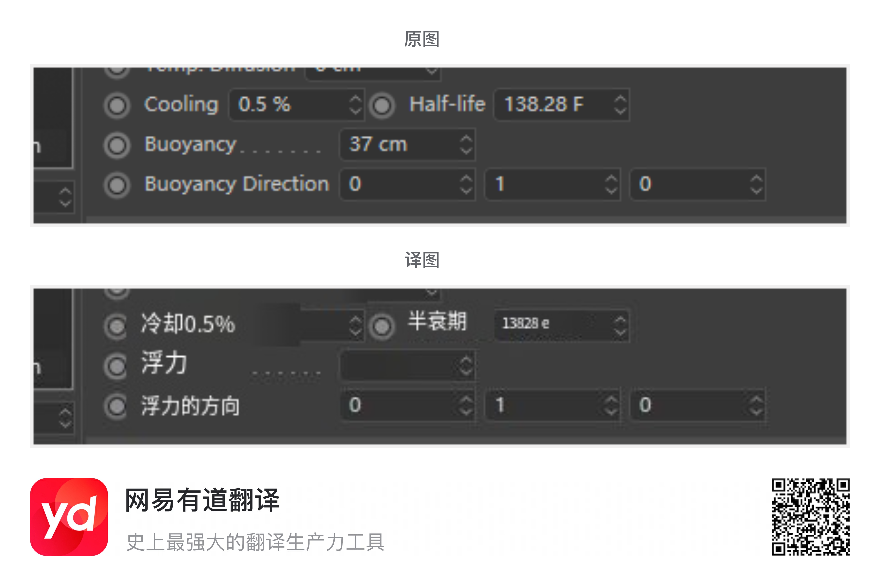 原图
Temp. Diffusion 0 cm
Cooling 0.5 % Half-life 138.28 F
Buoyancy....... 37 cm
Buoyancy Direction 0 1 0
译图
冷却0.5% 半衰期 13828 e
浮力 ......
浮力的方向 0 1 0
yd 网易有道翻译
史上最强大的翻译生产力工具